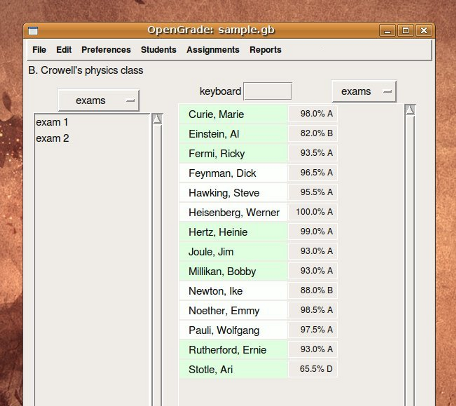 OpenGrade: sample.gb
File Edit Preferences Students Assignments Reports
B. Crowell's physics class
exams
keyboard
exams
exam 1
exam 2
Curie, Marie 98.0% A
Einstein, Al 82.0% B
Fermi, Ricky 93.5% A
Feynman, Dick 96.5% A
Hawking, Steve 95.5% A
Heisenberg, Werner 100.0% A
Hertz, Heinie 99.0% A
Joule, Jim 93.0% A
Millikan, Bobby 93.0% A
Newton, Ike 88.0% B
Noether, Emmy 98.5% A
Pauli, Wolfgang 97.5% A
Rutherford, Ernie 93.0% A
Stotle, Ari 65.5% D